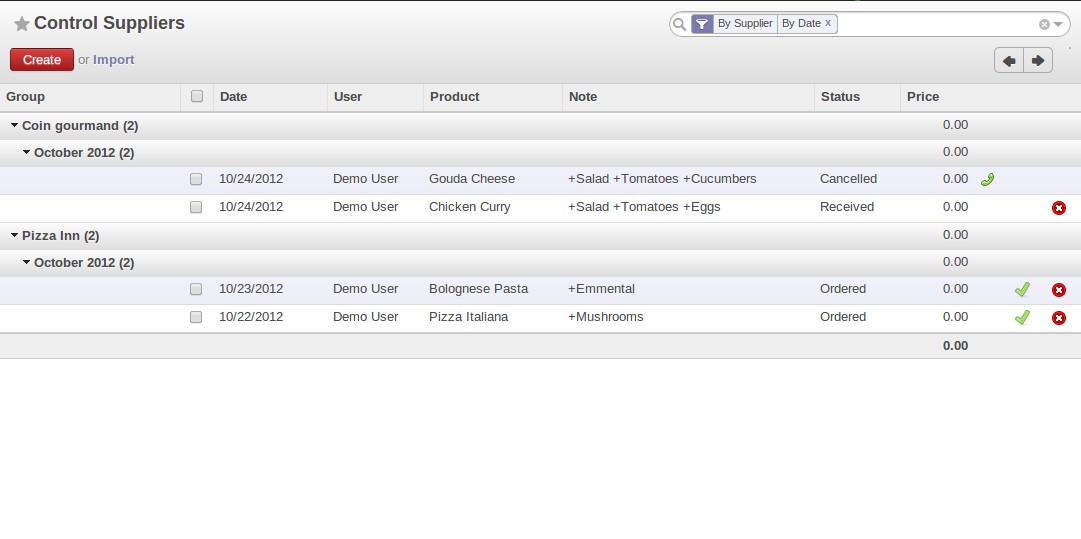 Control Suppliers
By Supplier By Date x
Create or Import
Group Date User Product Note Status Price
Coin gourmand (2) 0.00
October 2012 (2) 0.00
10/24/2012 Demo User Gouda Cheese +Salad +Tomatoes +Cucumbers Cancelled 0.00
10/24/2012 Demo User Chicken Curry +Salad +Tomatoes +Eggs Received 0.00
Pizza Inn (2) 0.00
October 2012 (2) 0.00
10/23/2012 Demo User Bolognese Pasta +Emmental Ordered 0.00
10/22/2012 Demo User Pizza Italiana +Mushrooms Ordered 0.00
0.00